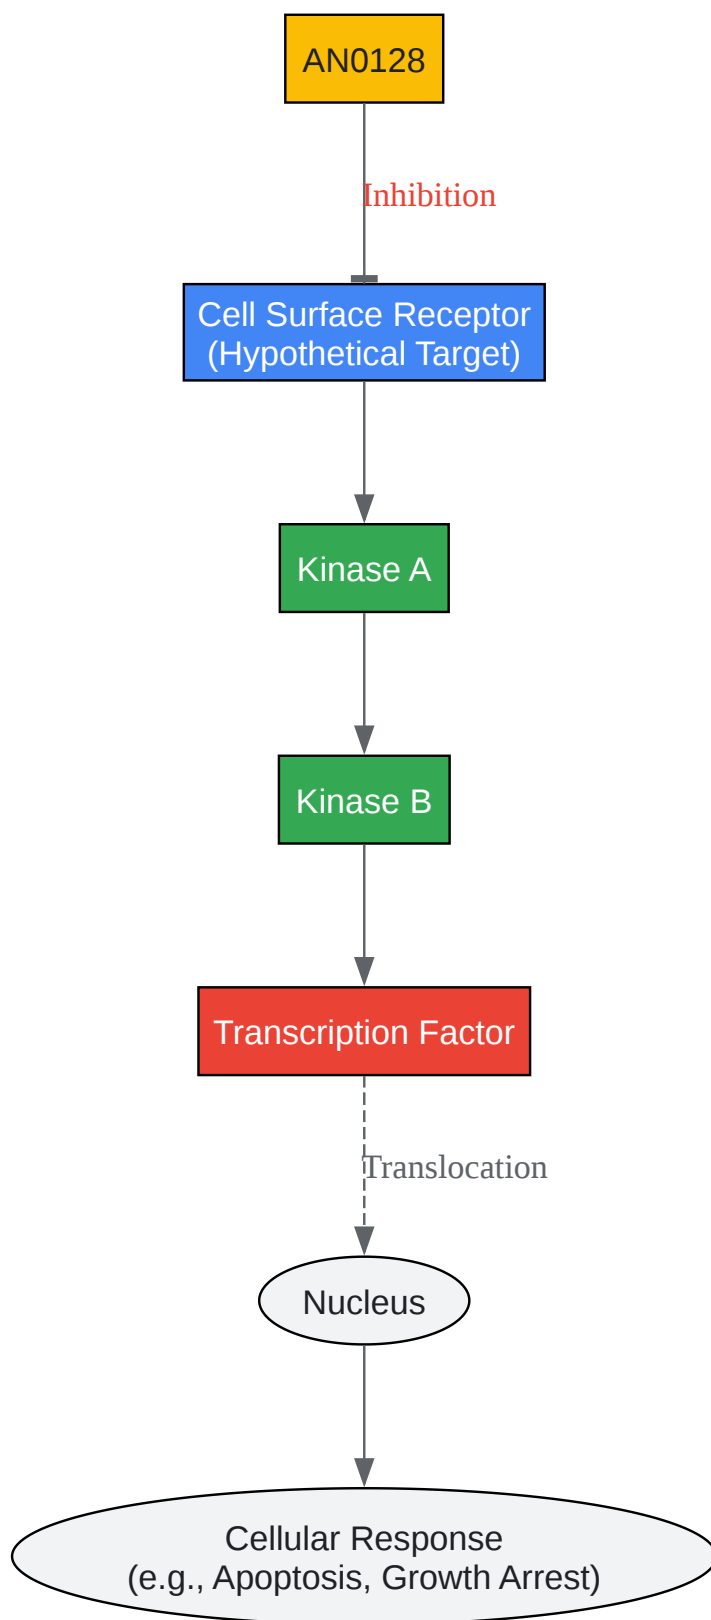 AN0128
Inhibition
Cell Surface Receptor
(Hypothetical Target)
Kinase A
Kinase B
Transcription Factor
Translocation
Nucleus
Cellular Response
(e.g., Apoptosis, Growth Arrest)